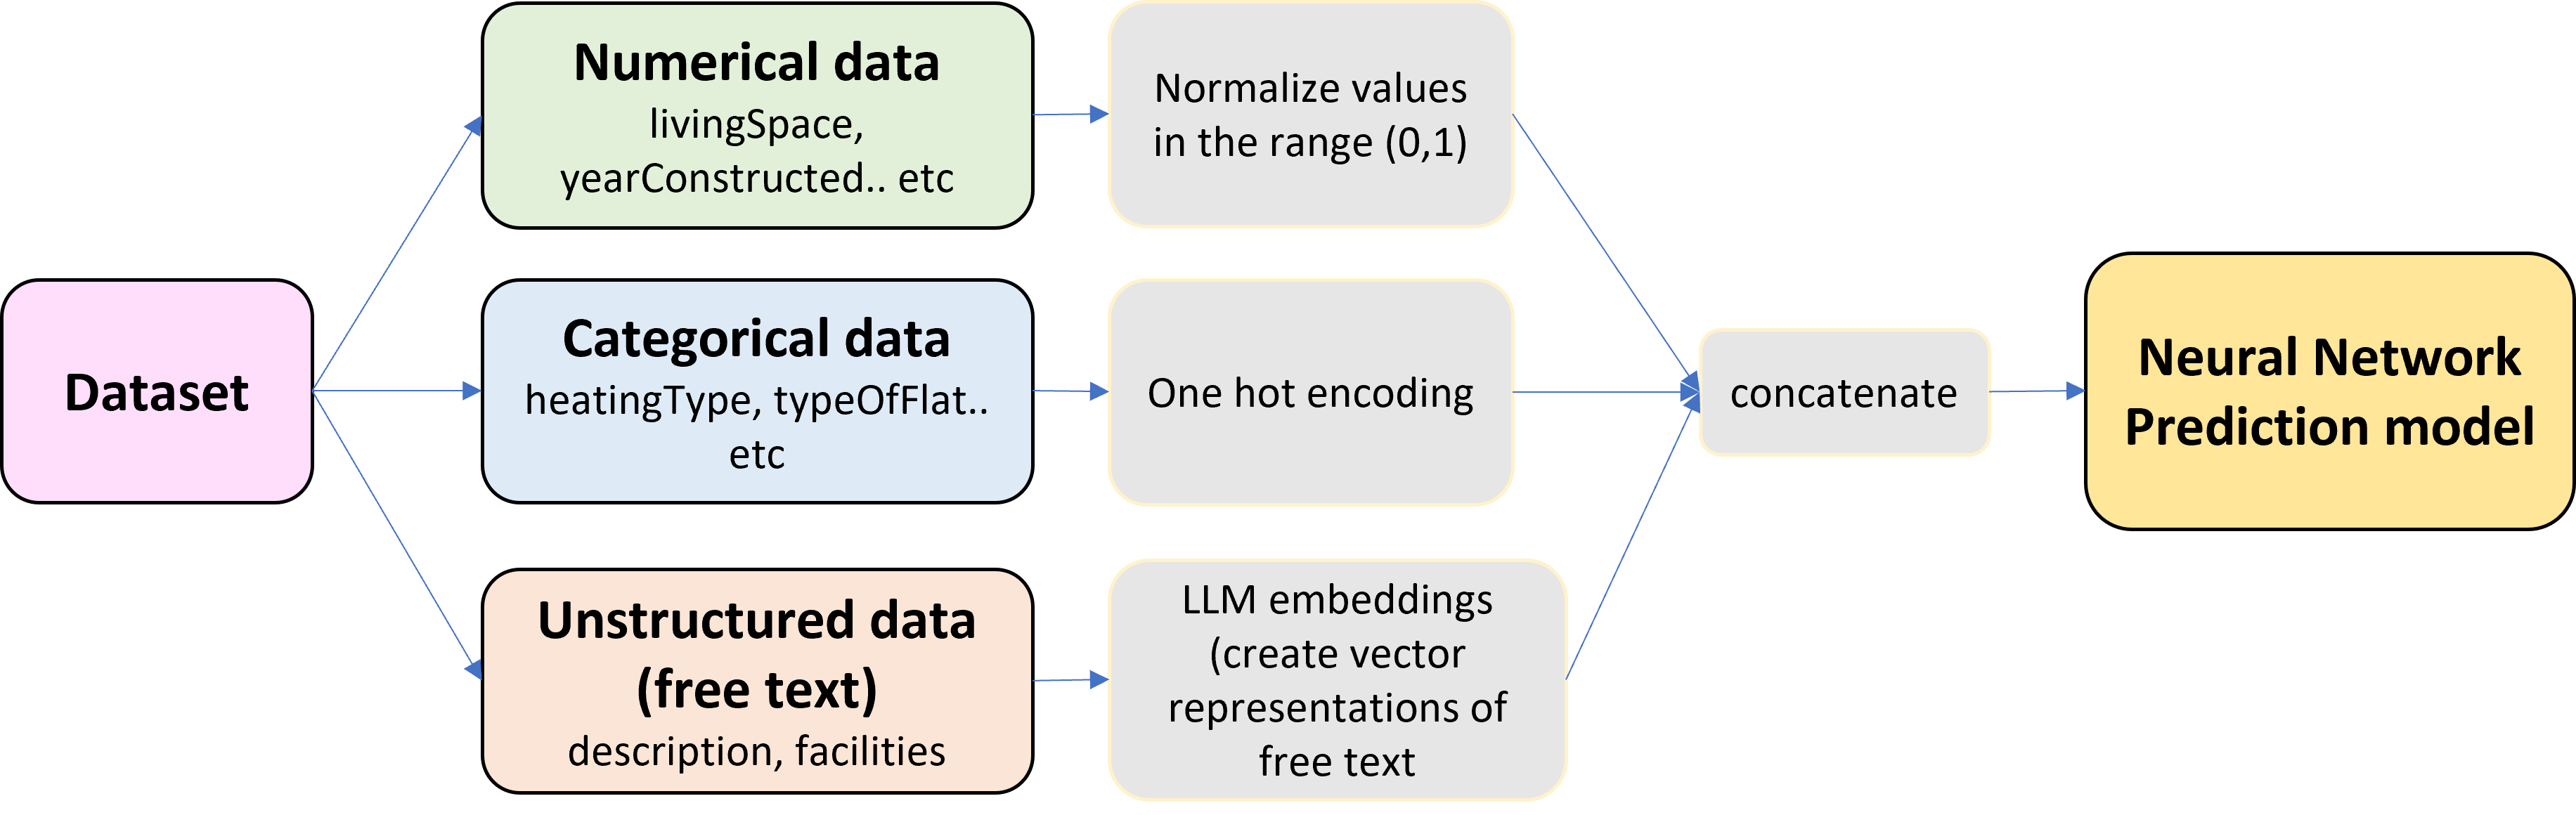 Dataset
Numerical data
livingSpace,
yearConstructed.. etc
Categorical data
heatingType, typeOfFlat..
etc
Unstructured data
(free text)
description, facilities
Normalize values
in the range (0,1)
One hot encoding
LLM embeddings
(create vector
representations of
free text
concatenate
Neural Network
Prediction model